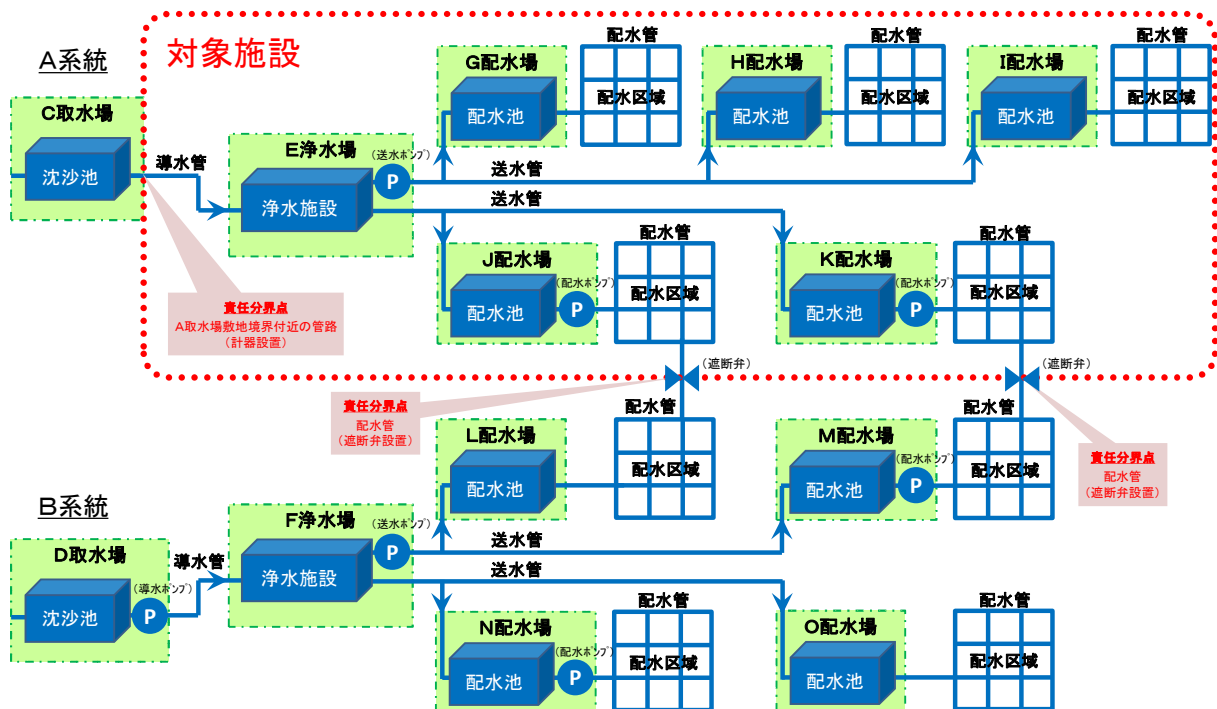 対象施設
A系統
C取水場
沈沙池
導水管
E浄水場
浄水施設
(送水ポンプ)
P
G配水場
配水池
配水管
配水区域
H配水場
配水池
配水管
配水区域
I配水場
配水池
配水管
配水区域
送水管
送水管
J配水場
配水池
(配水ポンプ)
P
配水管
配水区域
K配水場
配水池
(配水ポンプ)
P
配水管
配水区域
責任分界点
A取水場敷地境界付近の管路
(計器設置)
(遮断弁)
(遮断弁)
責任分界点
配水管
(遮断弁設置)
責任分界点
配水管
(遮断弁設置)
B系統
D取水場
沈沙池
(導水ポンプ)
P
導水管
F浄水場
浄水施設
(送水ポンプ)
P
L配水場
配水池
配水管
配水区域
M配水場
配水池
(配水ポンプ)
P
配水管
配水区域
送水管
送水管
N配水場
配水池
(配水ポンプ)
P
配水管
配水区域
O配水場
配水池
配水管
配水区域